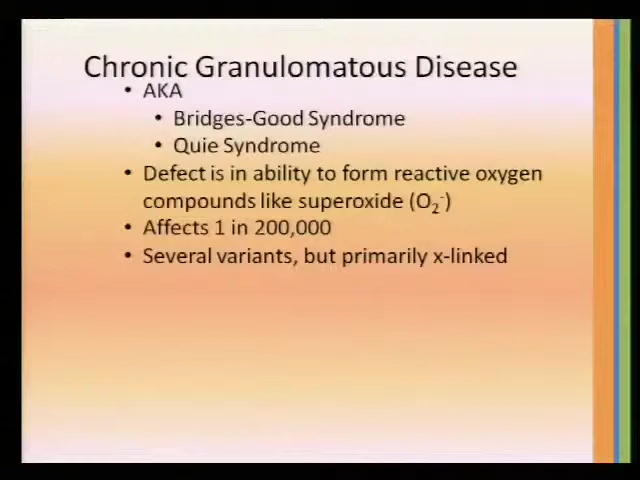 Chronic Granulomatous Disease
• AKA
• Bridges-Good Syndrome
• Quie Syndrome
• Defect is in ability to form reactive oxygen
compounds like superoxide (O₂⁻)
• Affects 1 in 200,000
• Several variants, but primarily x-linked